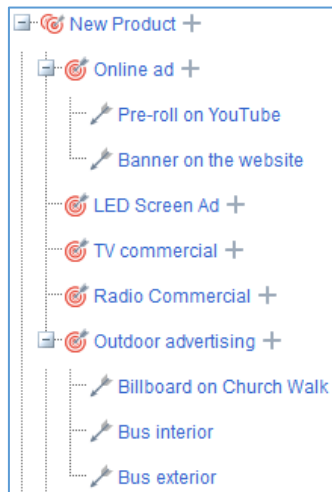 New Product
Online ad
Pre-roll on YouTube
Banner on the website
LED Screen Ad
TV commercial
Radio Commercial
Outdoor advertising
Billboard on Church Walk
Bus interior
Bus exterior